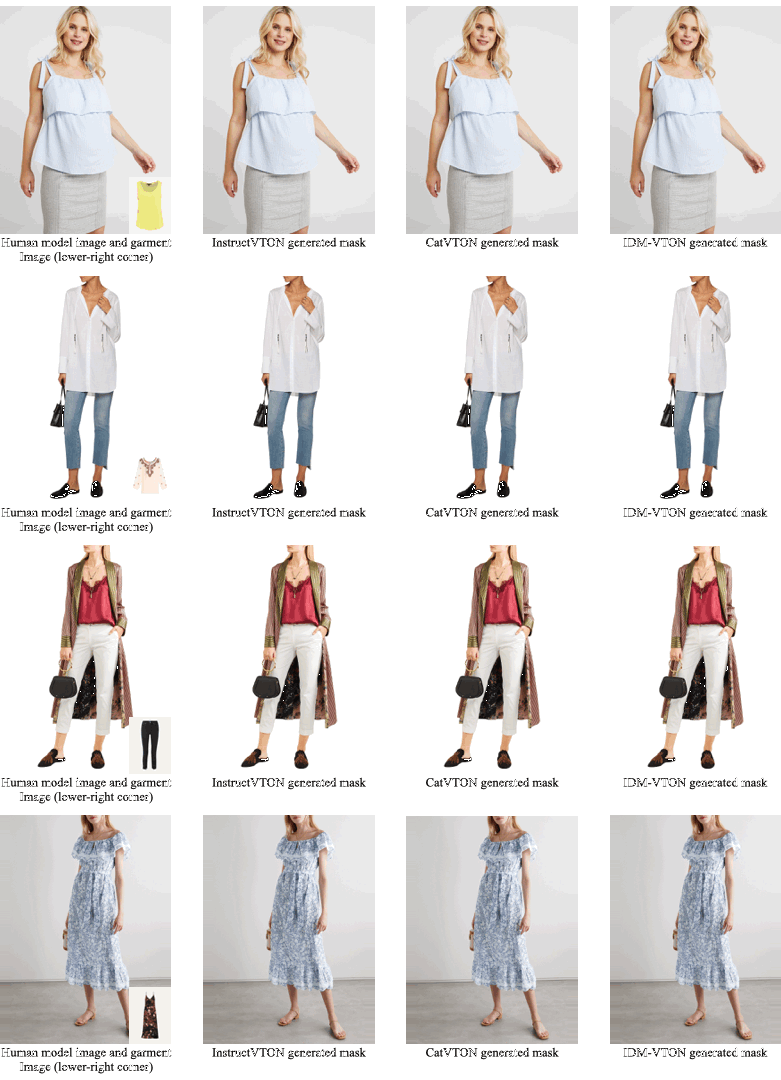 Human model image and garment
Image (lower-right corner)
InstructVTON generated mask
CatVTON generated mask
IDM-VTON generated mask
Human model image and garment
Image (lower-right corner)
InstructVTON generated mask
CatVTON generated mask
IDM-VTON generated mask
Human model image and garment
Image (lower-right corner)
InstructVTON generated mask
CatVTON generated mask
IDM-VTON generated mask
Human model image and garment
Image (lower-right corner)
InstructVTON generated mask
CatVTON generated mask
IDM-VTON generated mask